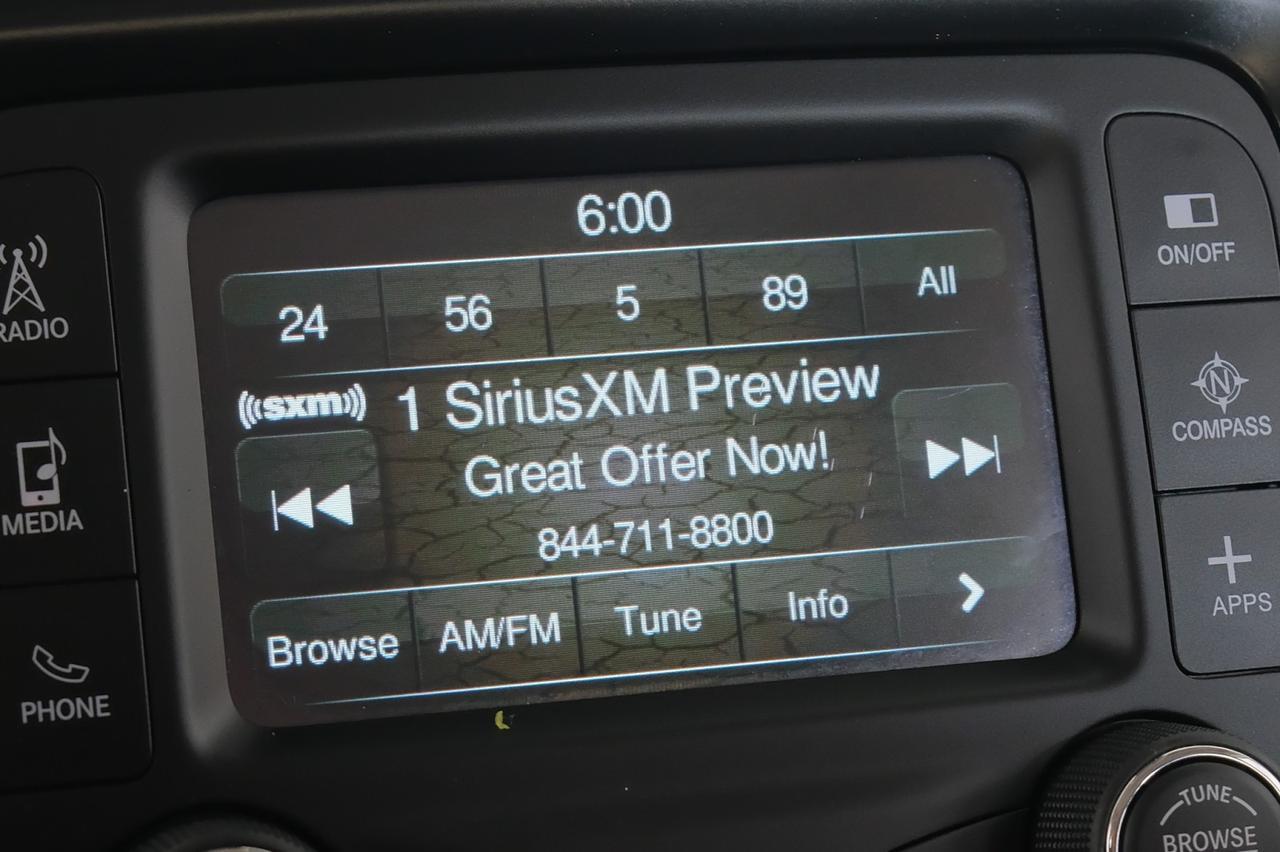 6:00
24 56 5 89 All
sxm 1 SiriusXM Preview
Great Offer Now!
844-711-8800
Browse AM/FM Tune Info
RADIO
MEDIA
PHONE
ON/OFF
N
COMPASS
APPS
TUNE
BROWSE